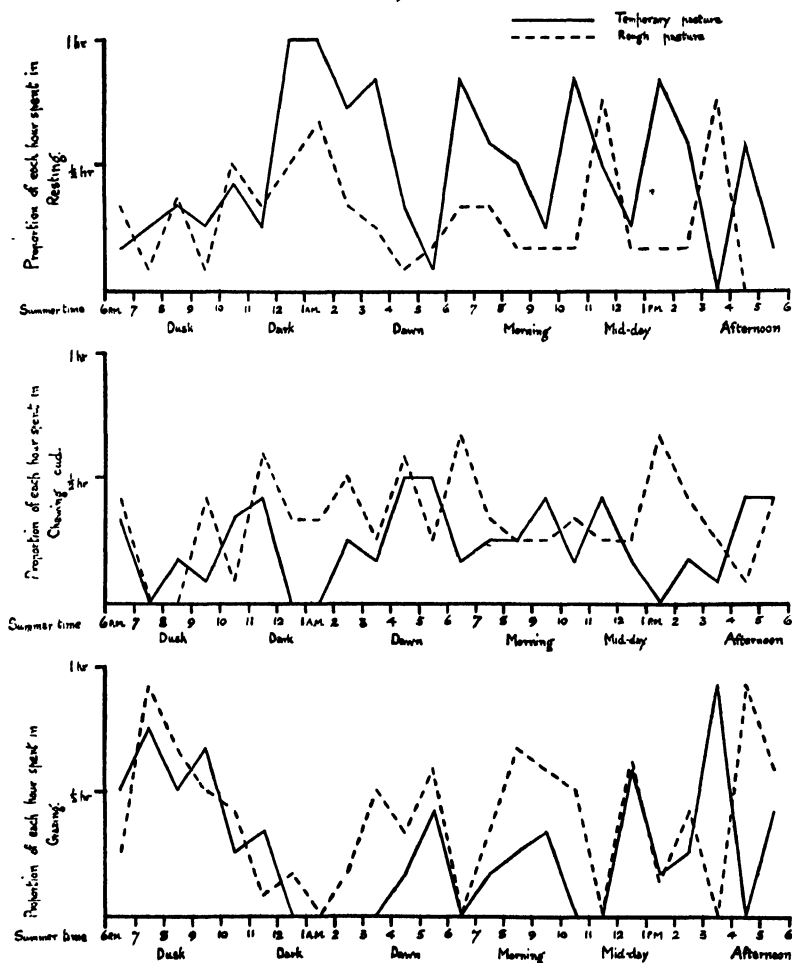 Temporary pasture
Rough pasture
1 hr
½ hr
Proportion of each hour spent in
Resting.
Summer time 6PM 7 8 9 10 11 12 1AM 2 3 4 5 6 7 8 9 10 11 12 1PM 2 3 4 5 6
Dusk Dark Dawn Morning Mid-day Afternoon
1 hr
½ hr
Proportion of each hour spent in
Chewing cud.
Summer time 6PM 7 8 9 10 11 12 1AM 2 3 4 5 6 7 8 9 10 11 12 1PM 2 3 4 5 6
Dusk Dark Dawn Morning Mid-day Afternoon
1 hr
½ hr
Proportion of each hour spent in
Grazing.
Summer time 6PM 7 8 9 10 11 12 1AM 2 3 4 5 6 7 8 9 10 11 12 1PM 2 3 4 5 6
Dusk Dark Dawn Morning Mid-day Afternoon